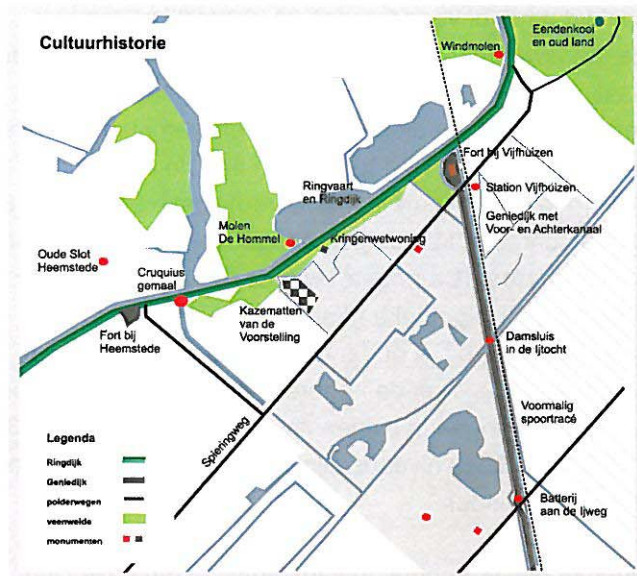 Cultuurhistorie
Eendenkooi
en oud land
Windmolen
Fort bij Vijfhuizen
Station Vijfhuizen
Ringvaart
en Ringdijk
Geniedijk met
Voor- en Achterkanaal
Molen
De Hommel
Kringenwetwoning
Oude Slot
Heemstede
Cruquius
gemaal
Kazematten
van de
Voorstelling
Fort bij
Heemstede
Damsluis
in de Ijtocht
Spieringweg
Voormalig
spoortracé
Batterij
aan de Ijweg
Legenda
Ringdijk
Geniedijk
polderwegen
veenweide
monumenten